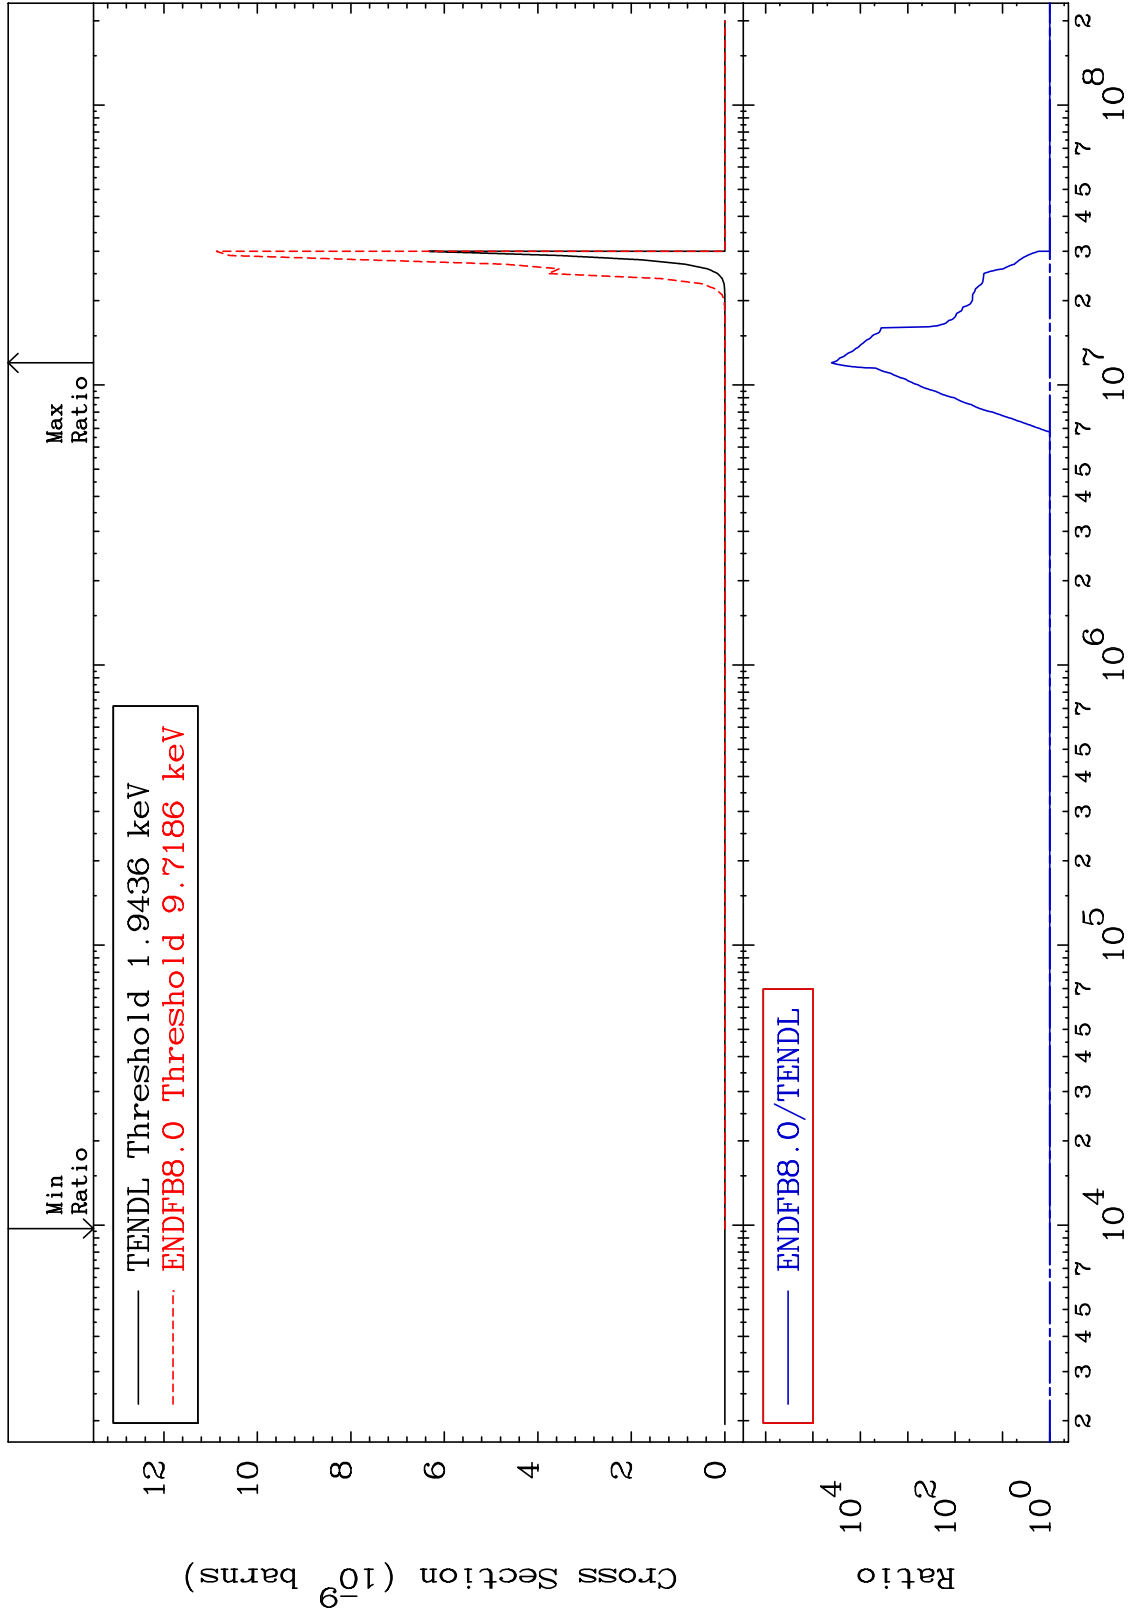 Min
Ratio
Max
Ratio
TENDL Threshold 1.9436 keV
ENDFB8.0 Threshold 9.7186 keV
12
10
8
6
4
2
0
Cross Section (10^-9 barns)
ENDFB8.0/TENDL
10^4
10^2
10^0
Ratio
2 3 4 5 7 2 3 4 5 7 2 3 4 5 7 2 3 4 5 7 2 3 4 5 7 2
10^4 10^5 10^6 10^7 10^8